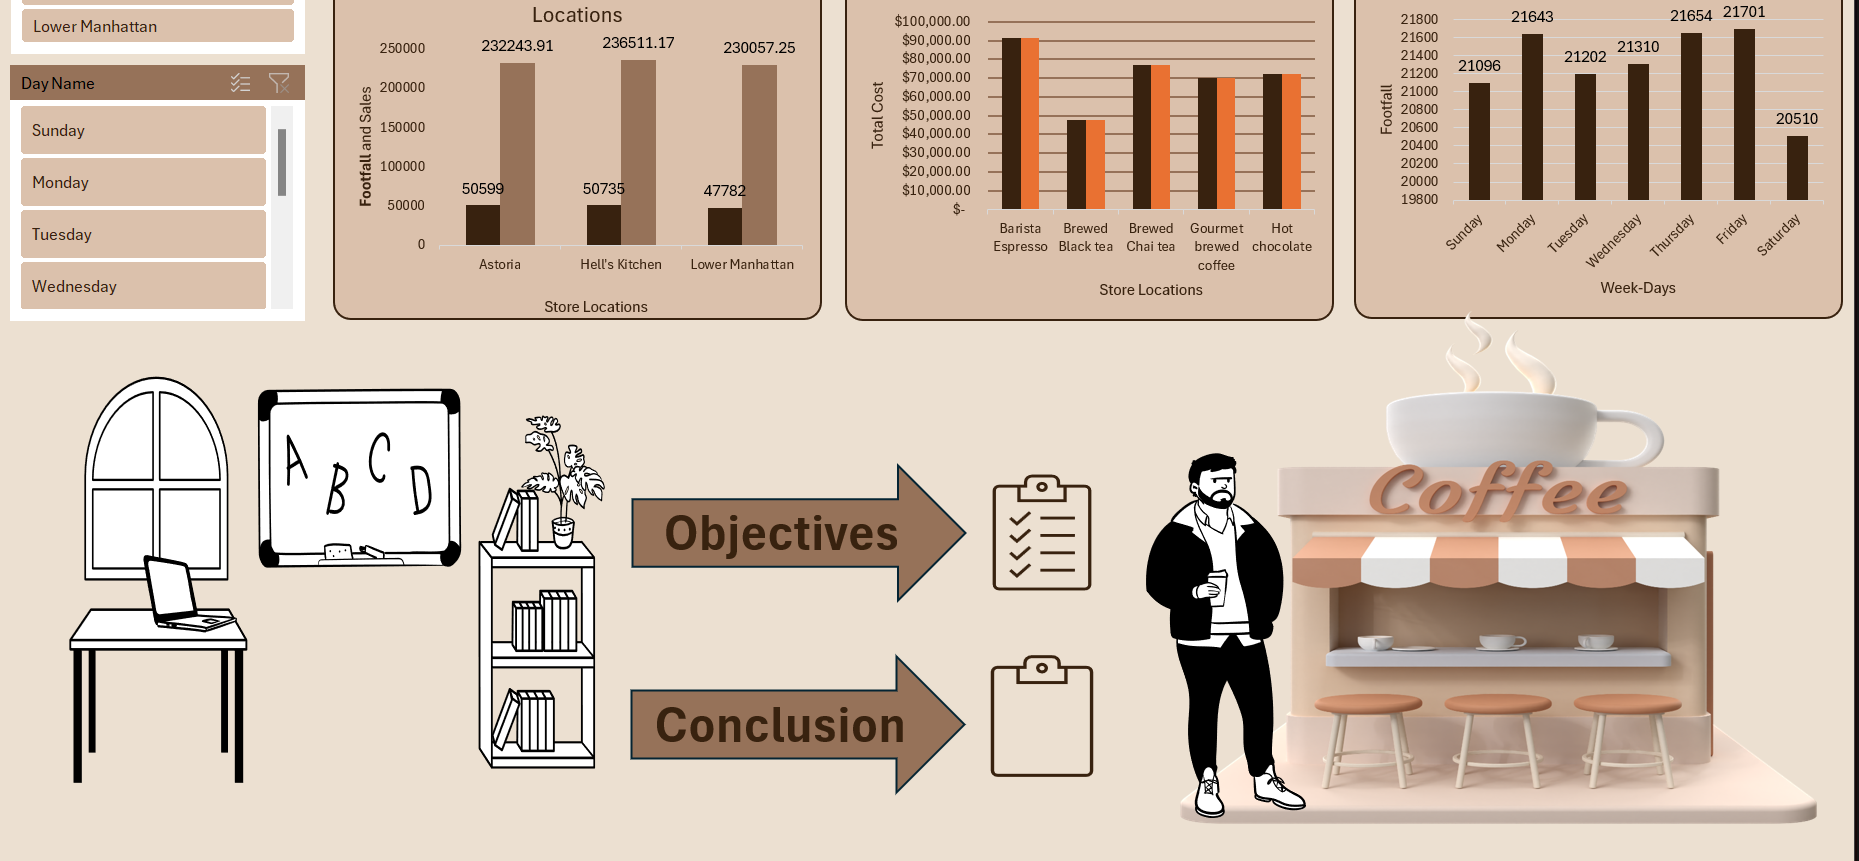 Lower Manhattan
Day Name
Sunday
Monday
Tuesday
Wednesday
Locations
Footfall and Sales
250000
200000
150000
100000
50000
0
232243.91
236511.17
230057.25
50599
50735
47782
Astoria
Hell's Kitchen
Lower Manhattan
Store Locations
Total Cost
$100,000.00
$90,000.00
$80,000.00
$70,000.00
$60,000.00
$50,000.00
$40,000.00
$30,000.00
$20,000.00
$10,000.00
$-
Barista
Espresso
Brewed
Black tea
Brewed
Chai tea
Gourmet
brewed
coffee
Hot
chocolate
Store Locations
Footfall
21800
21600
21400
21200
21000
20800
20600
20400
20200
20000
19800
21096
21643
21202
21310
21654
21701
20510
Sunday
Monday
Tuesday
Wednesday
Thursday
Friday
Saturday
Week-Days
A B C D
Objectives
Conclusion
Coffee